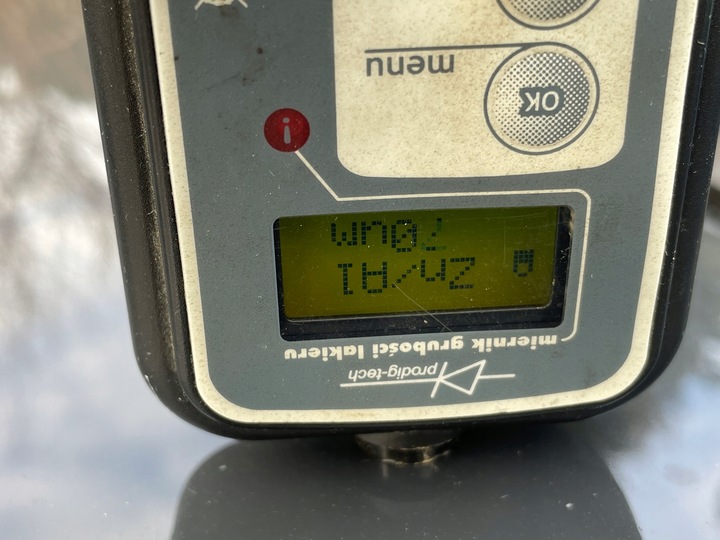 prodig-tech
miernik grubości lakieru
Zn/Al
70um
i
OK
menu